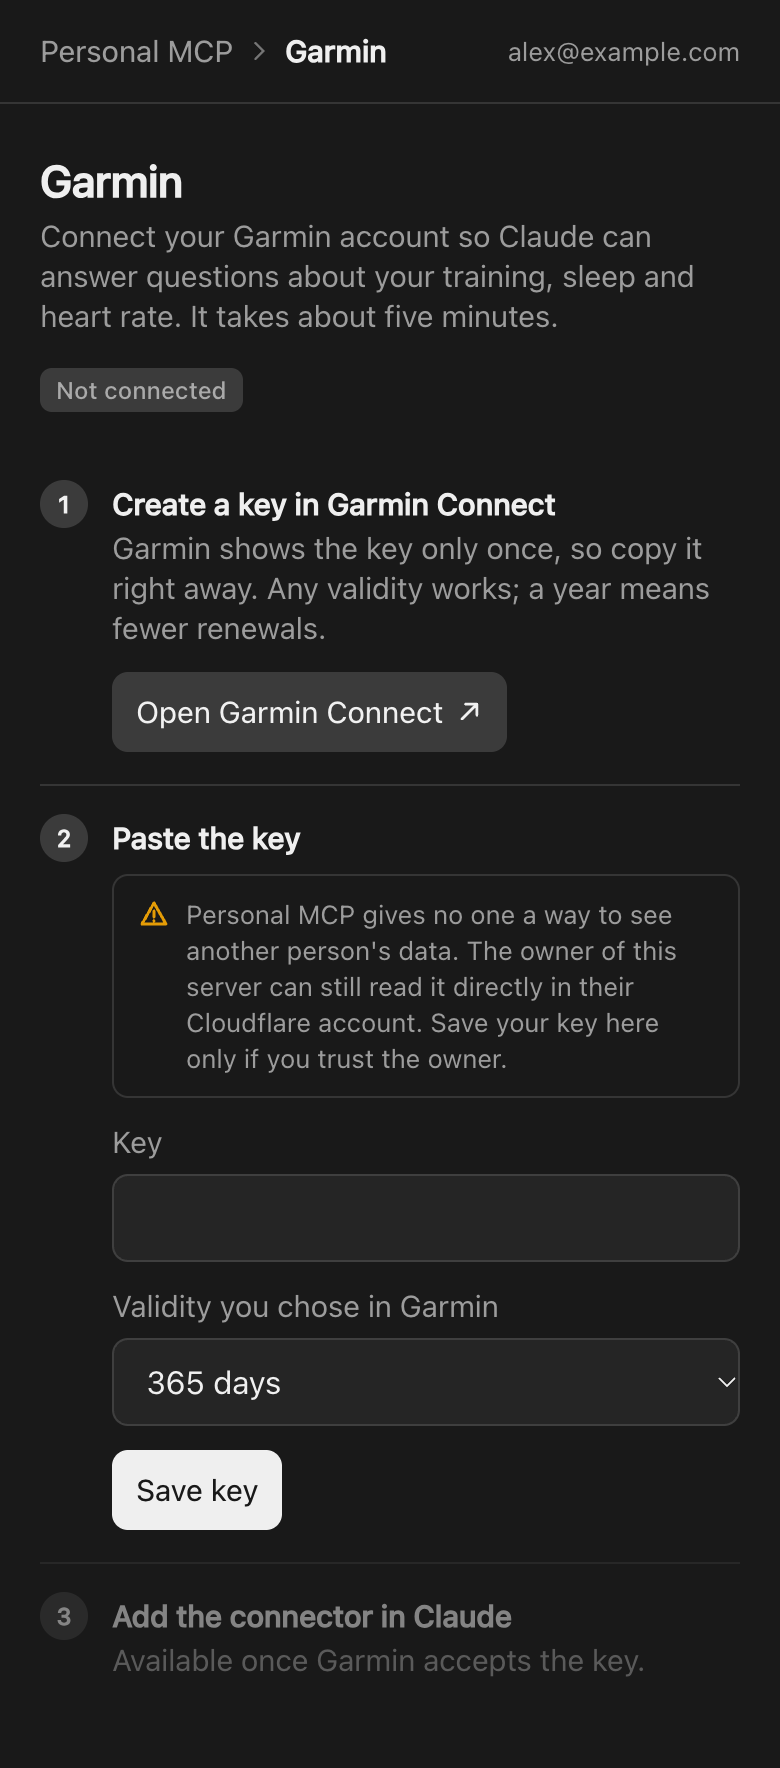 Personal MCP > Garmin
alex@example.com
Garmin
Connect your Garmin account so Claude can
answer questions about your training, sleep and
heart rate. It takes about five minutes.
Not connected
1 Create a key in Garmin Connect
Garmin shows the key only once, so copy it
right away. Any validity works; a year means
fewer renewals.
Open Garmin Connect ↗
2 Paste the key
Personal MCP gives no one a way to see
another person's data. The owner of this
server can still read it directly in their
Cloudflare account. Save your key here
only if you trust the owner.
Key
Validity you chose in Garmin
365 days
Save key
3 Add the connector in Claude
Available once Garmin accepts the key.